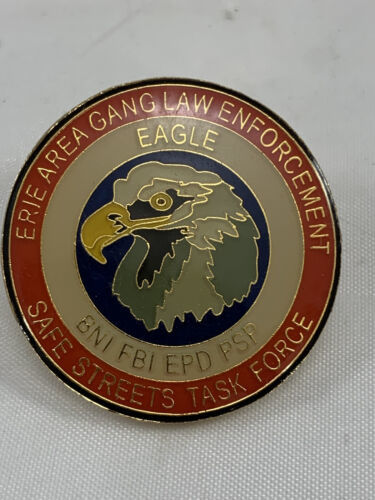 ERIE AREA GANG LAW ENFORCEMENT
EAGLE
BNI FBI EPD PSP
SAFE STREETS TASK FORCE